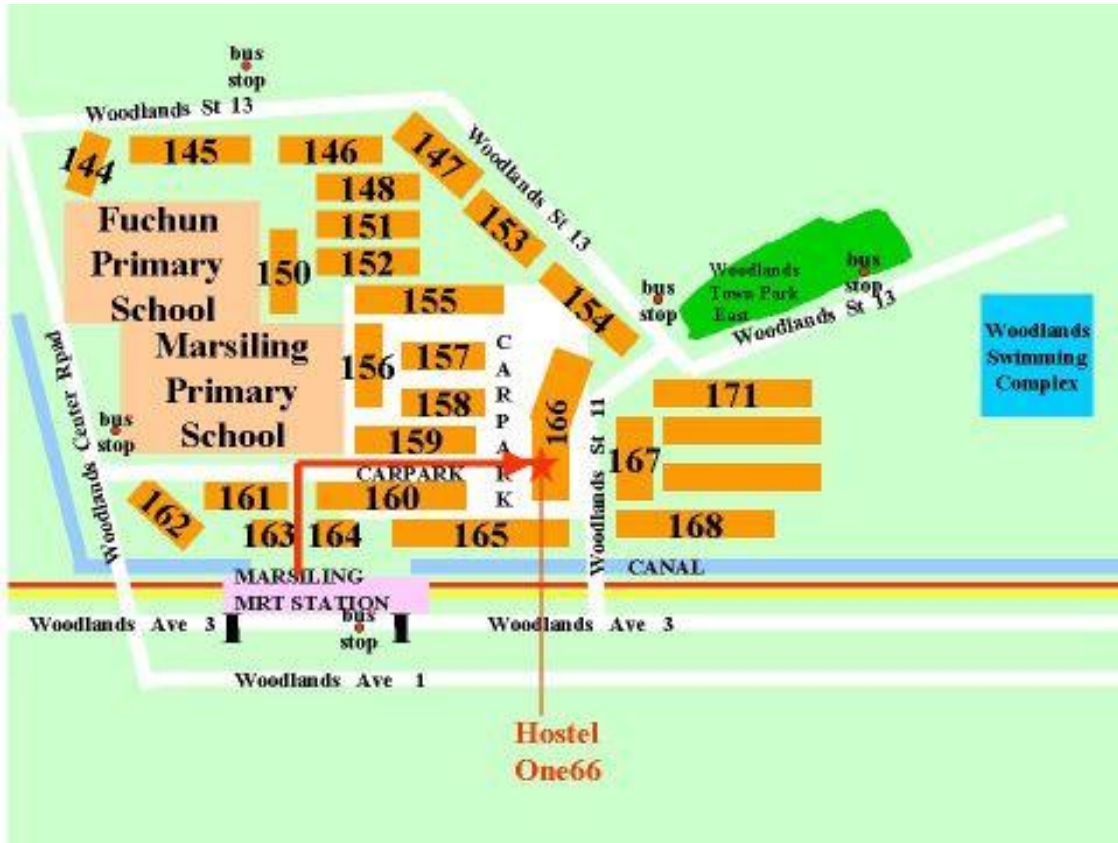 bus
stop
Woodlands St 13
144
145
146
147
Woodlands St 13
148
Fuchun
Primary
School
150
151
152
153
154
155
bus
stop
Woodlands
Town Park
East
bus
stop
Woodlands St 13
Woodlands
Swimming
Complex
Marsiling
Primary
School
156
157
158
159
CARPARK
166
171
Woodlands Center Rpad
bus
stop
Woodlands St 11
167
CARPARK
162
161
160
163
164
165
168
CANAL
MARSILING
MRT STATION
bus
stop
Woodlands Ave 3
Woodlands Ave 3
Woodlands Ave 1
Hostel
One66